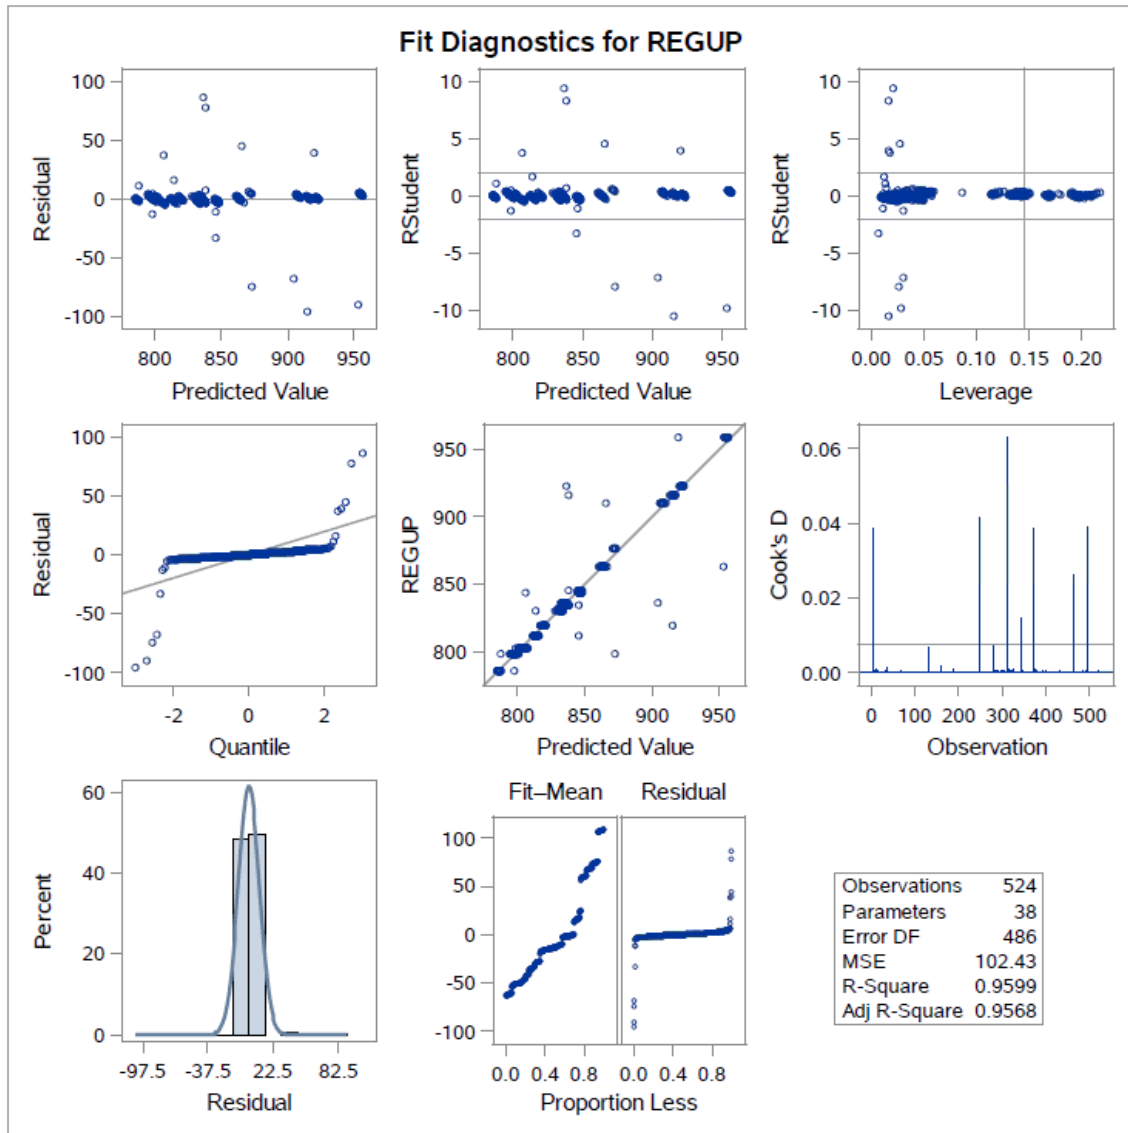 Fit Diagnostics for REGUP
100
50
0
-50
-100
Residual
800 850 900 950
Predicted Value
10
5
0
-5
-10
RStudent
800 850 900 950
Predicted Value
10
5
0
-5
-10
RStudent
0.00 0.05 0.10 0.15 0.20
Leverage
100
50
0
-50
-100
Residual
-2 0 2
Quantile
950
900
850
800
REGUP
800 850 900 950
Predicted Value
0.06
0.04
0.02
0.00
Cook's D
0 100 200 300 400 500
Observation
60
40
20
0
Percent
-97.5 -37.5 22.5 82.5
Residual
Fit–Mean Residual
100
50
0
-50
-100
0.0 0.4 0.8 0.0 0.4 0.8
Proportion Less
Observations 524
Parameters 38
Error DF 486
MSE 102.43
R-Square 0.9599
Adj R-Square 0.9568